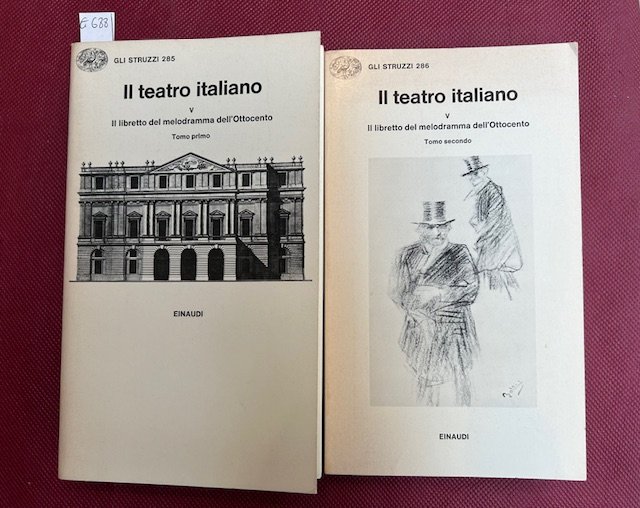 G 688
GLI STRUZZI 285
Il teatro italiano
V
Il libretto del melodramma dell'Ottocento
Tomo primo
EINAUDI
GLI STRUZZI 286
Il teatro italiano
V
Il libretto del melodramma dell'Ottocento
Tomo secondo
EINAUDI